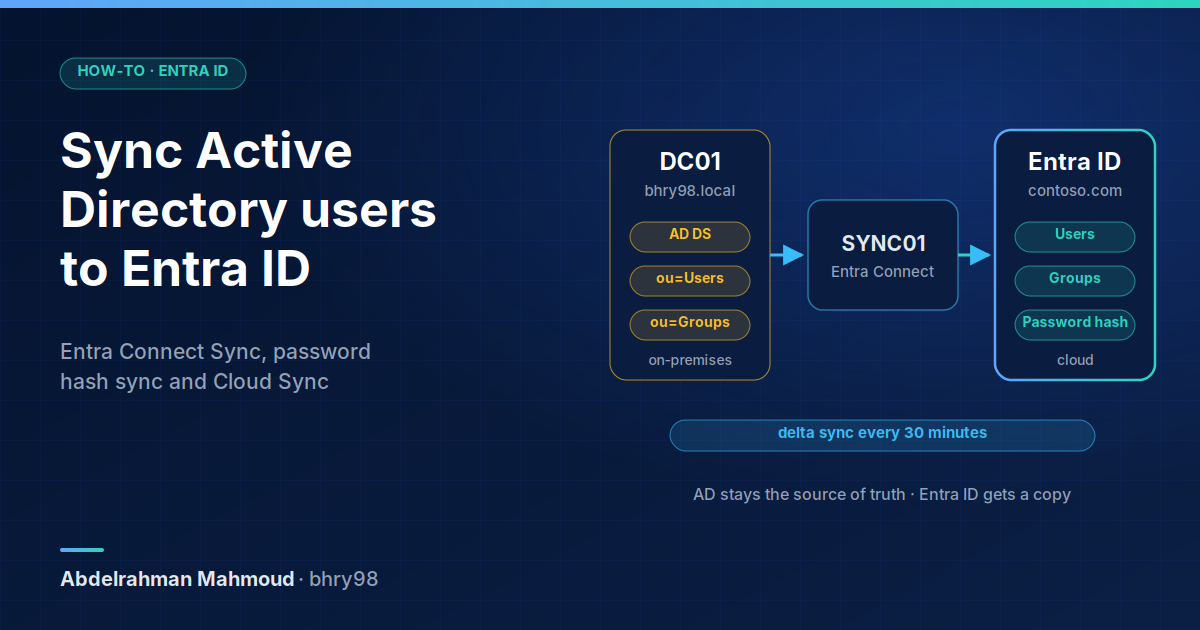 HOW-TO · ENTRA ID
Sync Active
Directory users
to Entra ID
Entra Connect Sync, password
hash sync and Cloud Sync
Abdelrahman Mahmoud · bhry98
DC01
bhry98.local
AD DS
ou=Users
ou=Groups
on-premises
SYNC01
Entra Connect
Entra ID
contoso.com
Users
Groups
Password hash
cloud
delta sync every 30 minutes
AD stays the source of truth · Entra ID gets a copy